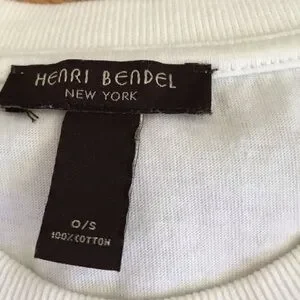 HENRI BENDEL
NEW YORK
O/S
100% COTTON